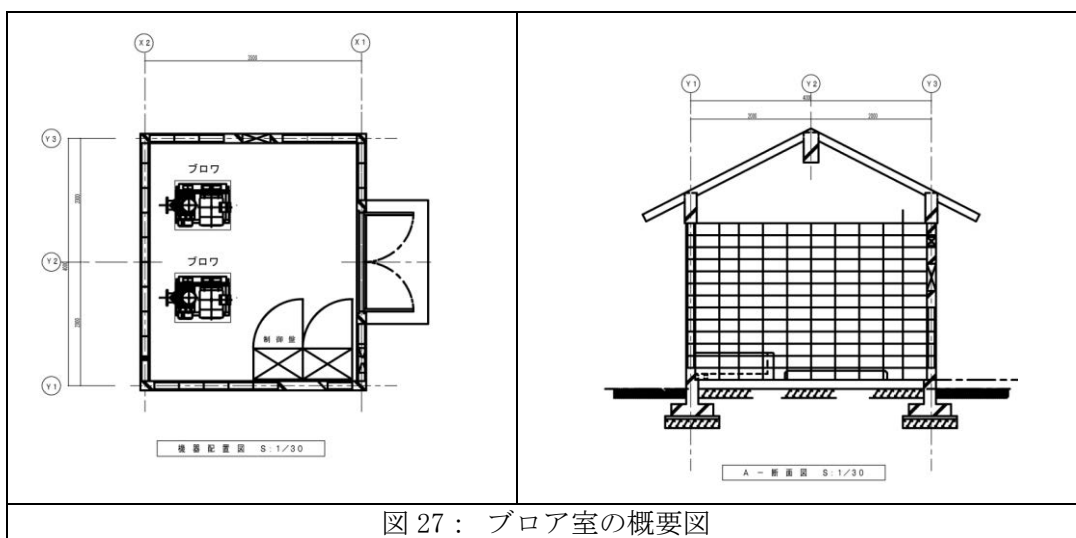 X2
X1
Y3
ブロワ
Y2
ブロワ
制御盤
Y1
機器配置図 S:1/30
Y1
Y2
Y3
A-断面図 S:1/30
図 27： ブロア室の概要図